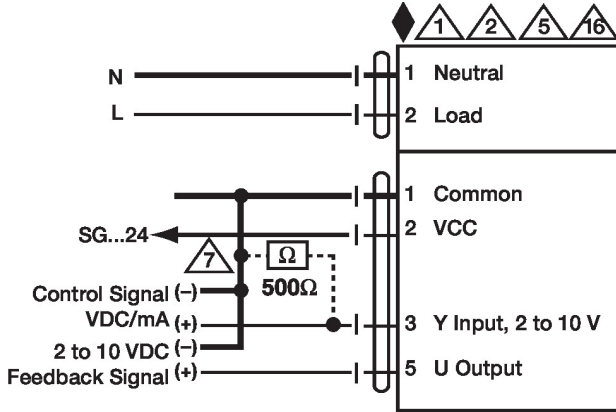 1 2 5 16
N 1 Neutral
L 2 Load
1 Common
SG...24 2 VCC
7 Ω
500Ω
Control Signal (−)
VDC/mA (+) 3 Y Input, 2 to 10 V
2 to 10 VDC (−)
Feedback Signal (+) 5 U Output